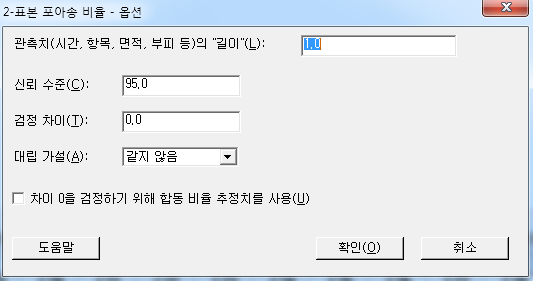 2-표본 포아송 비율 - 옵션
관측치(시간, 항목, 면적, 부피 등)의 "길이"(L): 1.0
신뢰 수준(C): 95.0
검정 차이(T): 0.0
대립 가설(A): 같지 않음
차이 0을 검정하기 위해 합동 비율 추정치를 사용(U)
도움말 확인(O) 취소